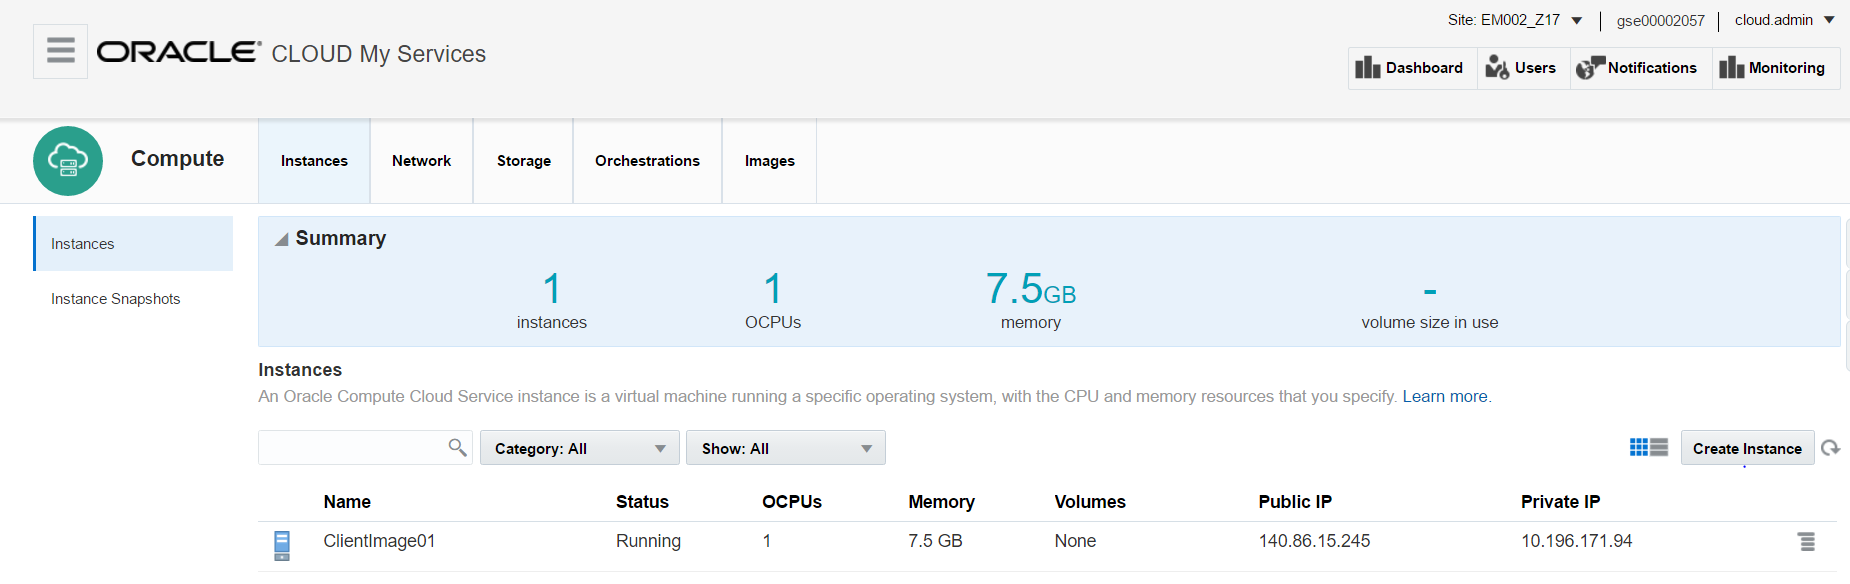 Site: EM002_Z17 gse00002057 cloud.admin
ORACLE® CLOUD My Services
Dashboard Users Notifications Monitoring
Compute Instances Network Storage Orchestrations Images
Instances
Instance Snapshots
Summary
1 1 7.5GB -
instances OCPUs memory volume size in use
Instances
An Oracle Compute Cloud Service instance is a virtual machine running a specific operating system, with the CPU and memory resources that you specify. Learn more.
Category: All Show: All Create Instance
Name Status OCPUs Memory Volumes Public IP Private IP
ClientImage01 Running 1 7.5 GB None 140.86.15.245 10.196.171.94